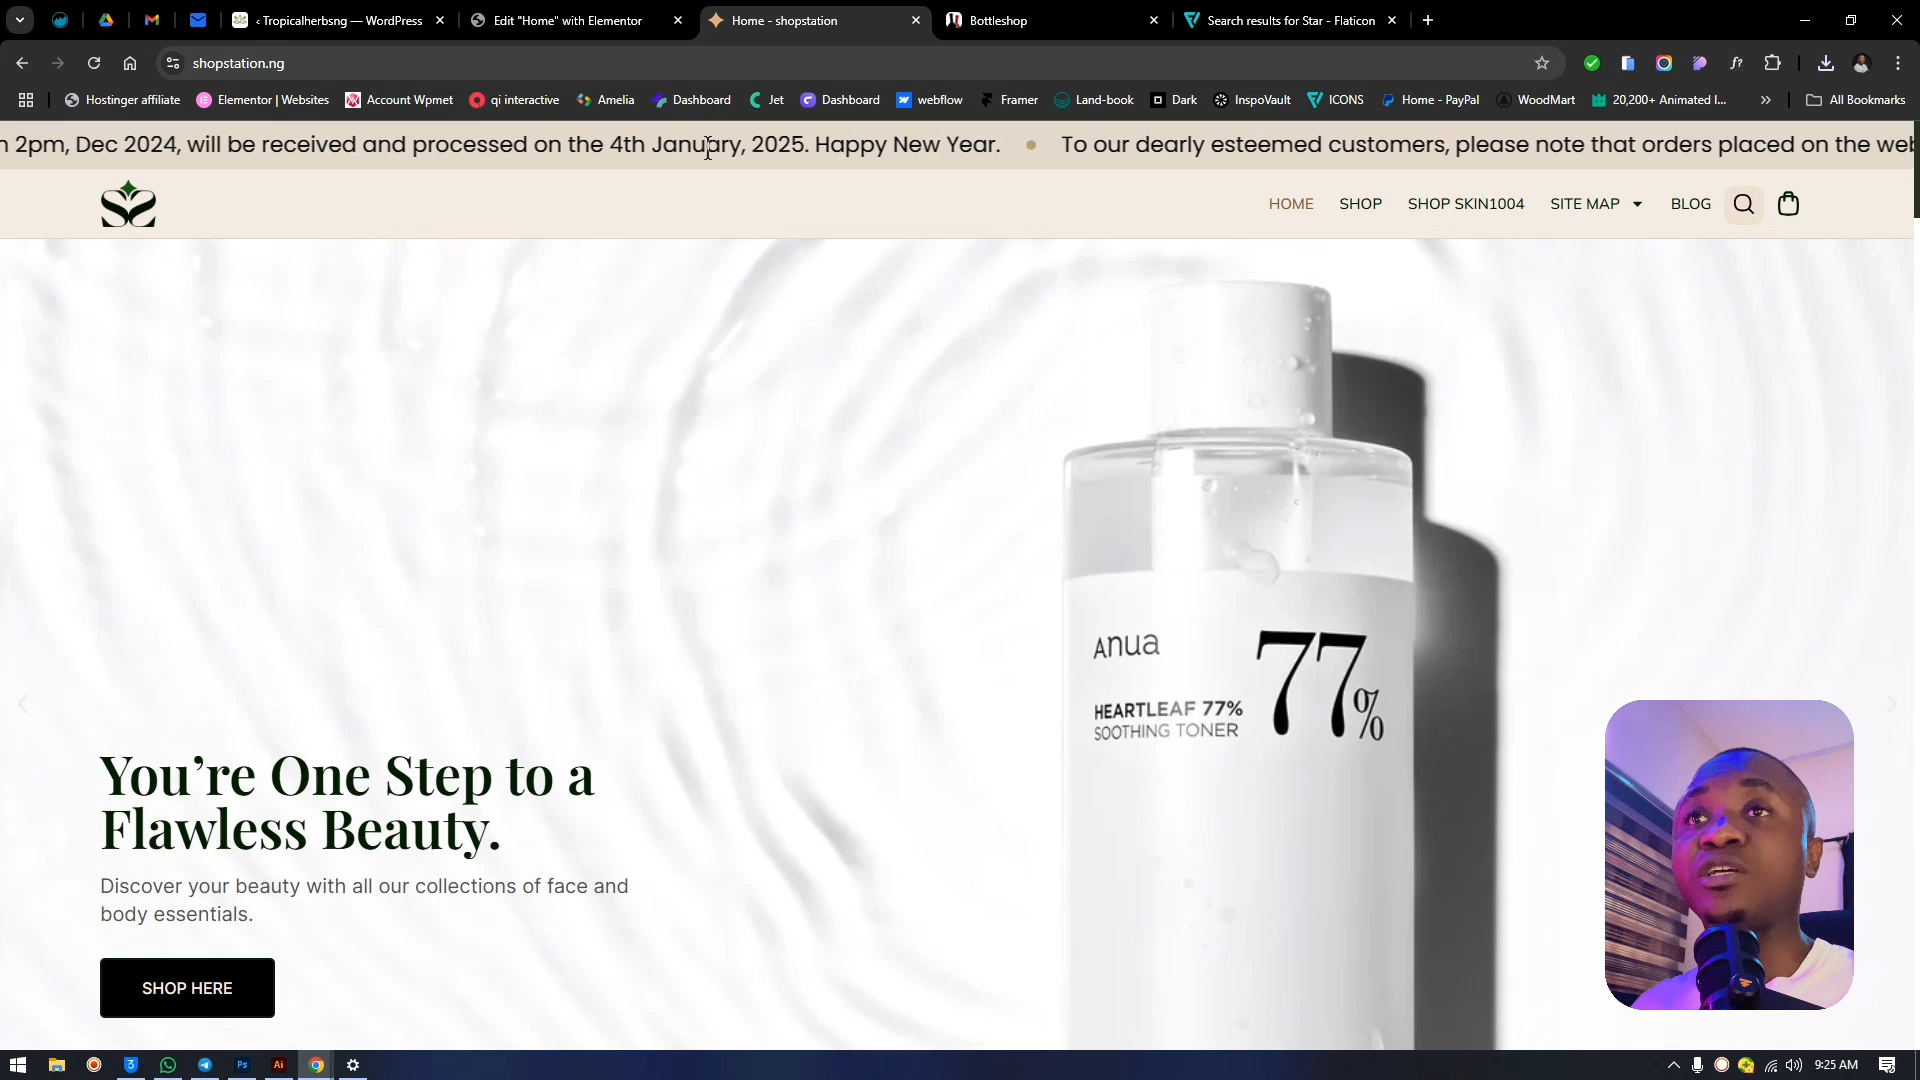 ‹ Tropicalherbsng — WordPress
Edit "Home" with Elementor
Home - shopstation
Bottleshop
Search results for Star - Flaticon
shopstation.ng
Hostinger affiliate
Elementor | Websites
Account Wpmet
qi interactive
Amelia
Dashboard
Jet
Dashboard
webflow
Framer
Land-book
Dark
InspoVault
ICONS
Home - PayPal
WoodMart
20,200+ Animated I...
All Bookmarks
2pm, Dec 2024, will be received and processed on the 4th January, 2025. Happy New Year. • To our dearly esteemed customers, please note that orders placed on the web
HOME
SHOP
SHOP SKIN1004
SITE MAP
BLOG
Anua
77%
HEARTLEAF 77%
SOOTHING TONER
You're One Step to a
Flawless Beauty.
Discover your beauty with all our collections of face and
body essentials.
SHOP HERE
Ps
Ai
9:25 AM